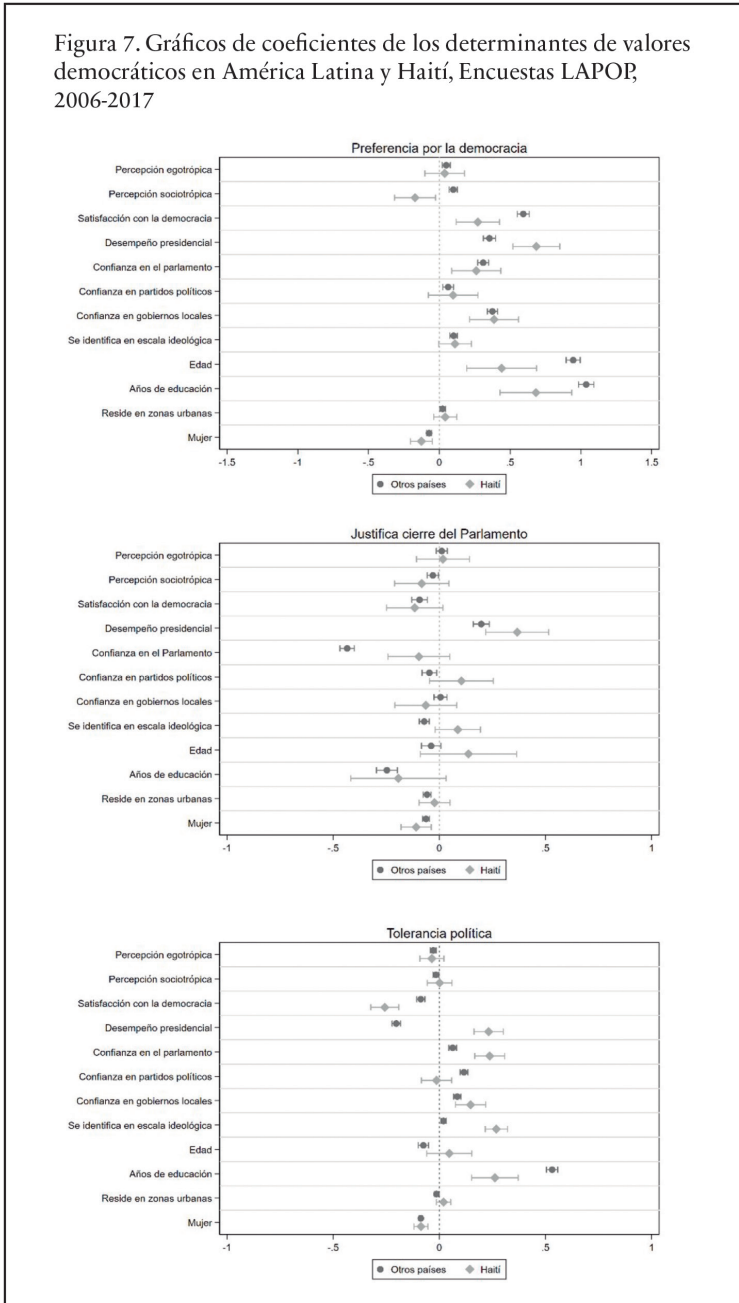 Figura 7. Gráficos de coeficientes de los determinantes de valores
democráticos en América Latina y Haití, Encuestas LAPOP,
2006-2017
Preferencia por la democracia
Percepción egotrópica
Percepción sociotrópica
Satisfacción con la democracia
Desempeño presidencial
Confianza en el parlamento
Confianza en partidos políticos
Confianza en gobiernos locales
Se identifica en escala ideológica
Edad
Años de educación
Reside en zonas urbanas
Mujer
-1.5 -1 -.5 0 .5 1 1.5
Otros países Haití
Justifica cierre del Parlamento
Percepción egotrópica
Percepción sociotrópica
Satisfacción con la democracia
Desempeño presidencial
Confianza en el Parlamento
Confianza en partidos políticos
Confianza en gobiernos locales
Se identifica en escala ideológica
Edad
Años de educación
Reside en zonas urbanas
Mujer
-1 -.5 0 .5 1
Otros países Haití
Tolerancia política
Percepción egotrópica
Percepción sociotrópica
Satisfacción con la democracia
Desempeño presidencial
Confianza en el parlamento
Confianza en partidos políticos
Confianza en gobiernos locales
Se identifica en escala ideológica
Edad
Años de educación
Reside en zonas urbanas
Mujer
-1 -.5 0 .5 1
Otros países Haití